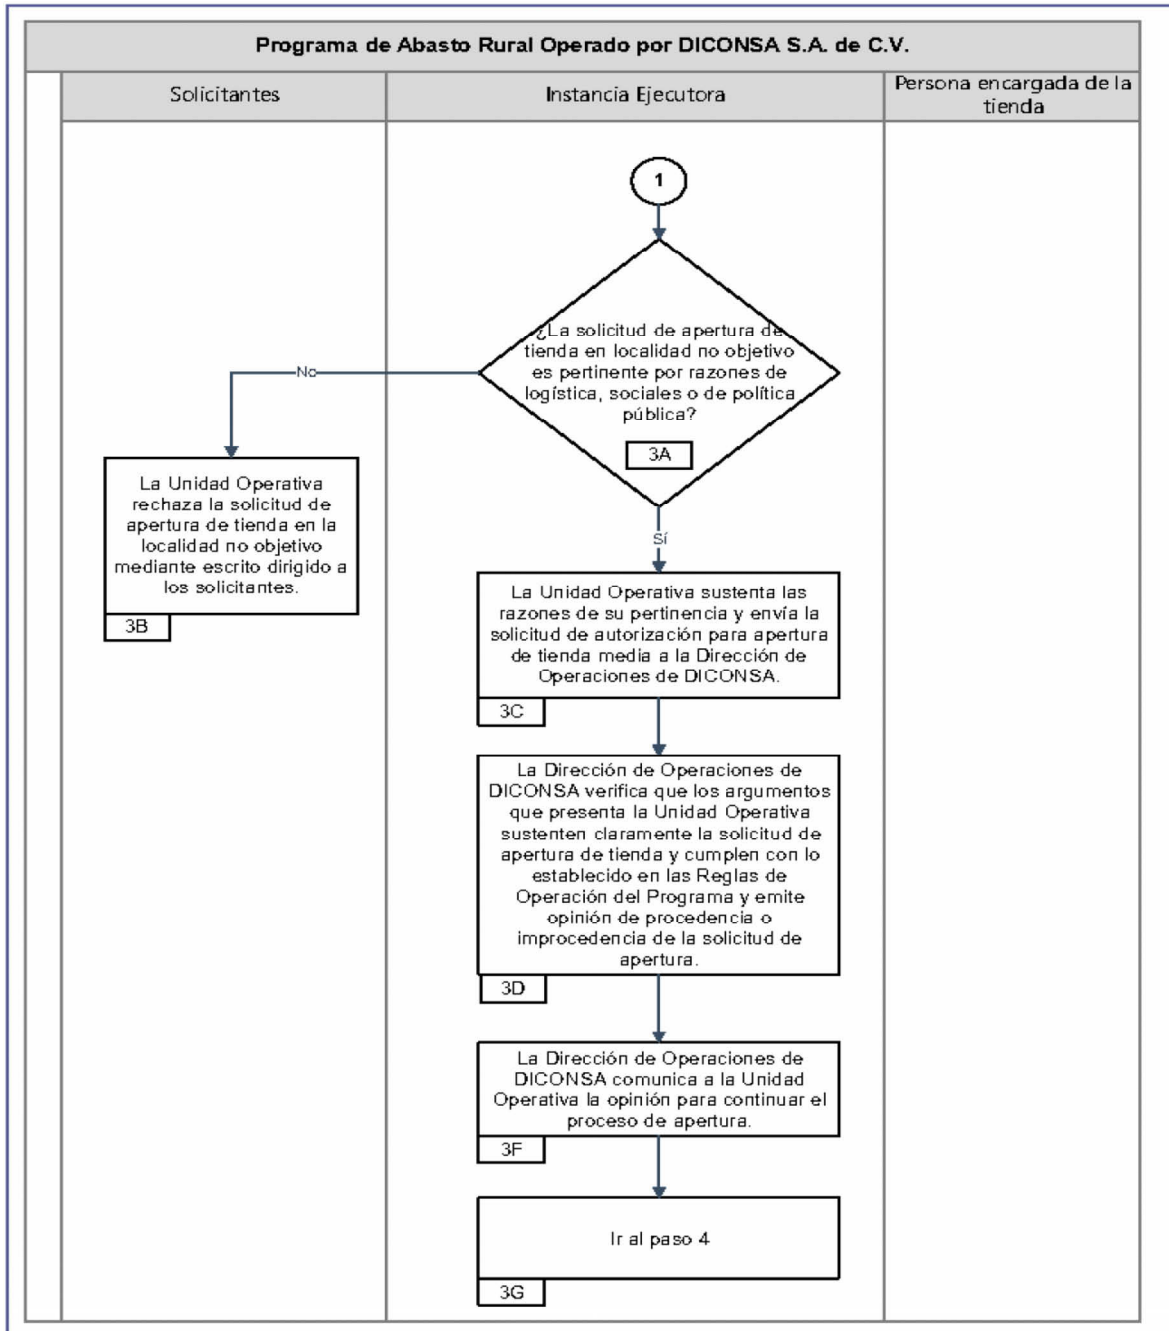 Programa de Abasto Rural Operado por DICONSA S.A. de C.V.
Solicitantes
Instancia Ejecutora
Persona encargada de la
tienda
1
¿La solicitud de apertura de
tienda en localidad no objetivo
es pertinente por razones de
logística, sociales o de política
pública?
3A
No
La Unidad Operativa
rechaza la solicitud de
apertura de tienda en la
localidad no objetivo
mediante escrito dirigido a
los solicitantes.
3B
Sí
La Unidad Operativa sustenta las
razones de su pertinencia y envía la
solicitud de autorización para apertura
de tienda media a la Dirección de
Operaciones de DICONSA.
3C
La Dirección de Operaciones de
DICONSA verifica que los argumentos
que presenta la Unidad Operativa
sustenten claramente la solicitud de
apertura de tienda y cumplen con lo
establecido en las Reglas de
Operación del Programa y emite
opinión de procedencia o
improcedencia de la solicitud de
apertura.
3D
La Dirección de Operaciones de
DICONSA comunica a la Unidad
Operativa la opinión para continuar el
proceso de apertura.
3F
Ir al paso 4
3G